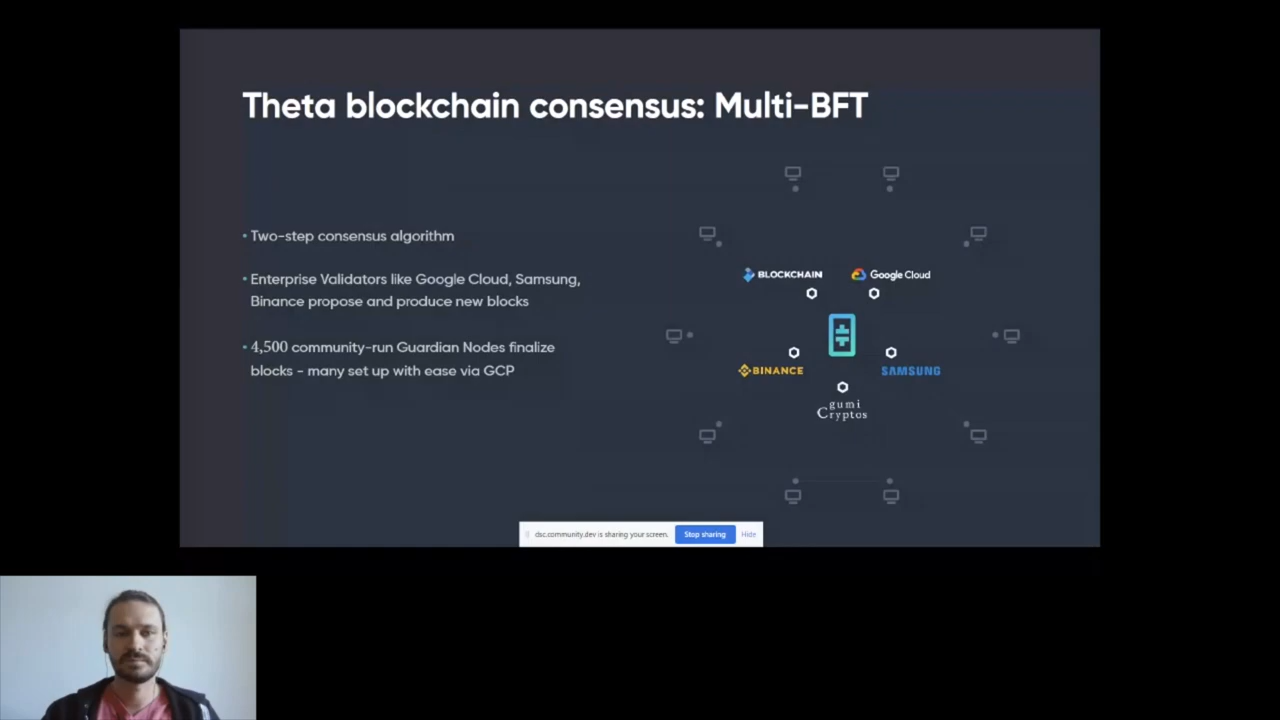 Theta blockchain consensus: Multi-BFT
• Two-step consensus algorithm
• Enterprise Validators like Google Cloud, Samsung,
Binance propose and produce new blocks
• 4,500 community-run Guardian Nodes finalize
blocks - many set up with ease via GCP
BLOCKCHAIN
Google Cloud
BINANCE
SAMSUNG
gumi
Cryptos
dsc.community.dev is sharing your screen.
Stop sharing
Hide